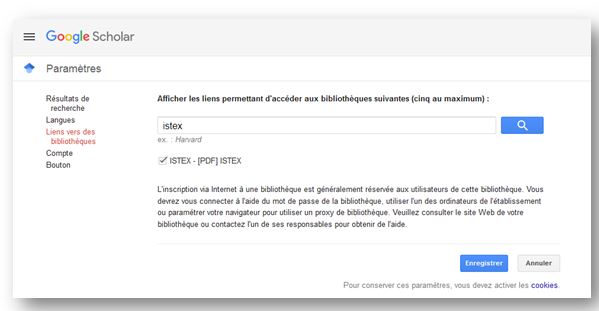 Google Scholar
Paramètres
Résultats de
recherche
Langues
Liens vers des
bibliothèques
Compte
Bouton
Afficher les liens permettant d'accéder aux bibliothèques suivantes (cinq au maximum) :
istex
ex. : Harvard
ISTEX - [PDF] ISTEX
L'inscription via Internet à une bibliothèque est généralement réservée aux utilisateurs de cette bibliothèque. Vous
devrez vous connecter à l'aide du mot de passe de la bibliothèque, utiliser l'un des ordinateurs de l'établissement
ou paramétrer votre navigateur pour utiliser un proxy de bibliothèque. Veuillez consulter le site Web de votre
bibliothèque ou contactez l'un de ses responsables pour obtenir de l'aide.
Enregistrer
Annuler
Pour conserver ces paramètres, vous devez activer les cookies.